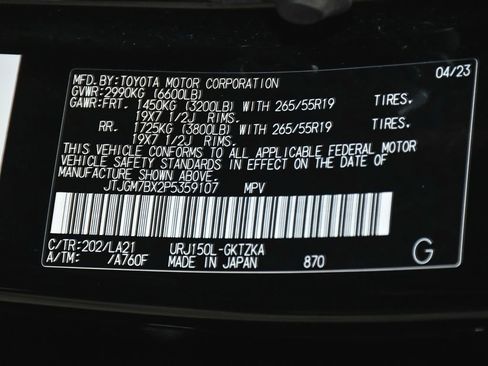 MFD.BY:TOYOTA MOTOR CORPORATION 04/23
GVWR:2990KG (6600LB)
GAWR:FRT. 1450KG (3200LB) WITH 265/55R19 TIRES,
19X7 1/2J RIMS.
RR. 1725KG (3800LB) WITH 265/55R19 TIRES,
19X7 1/2J RIMS.
THIS VEHICLE CONFORMS TO ALL APPLICABLE FEDERAL MOTOR
VEHICLE SAFETY STANDARDS IN EFFECT ON THE DATE OF
MANUFACTURE SHOWN ABOVE.
JTJGM7BX2P5359107 MPV
C/TR:202/LA21 URJ150L-GKTZKA
A/TM: /A760F MADE IN JAPAN 870 G